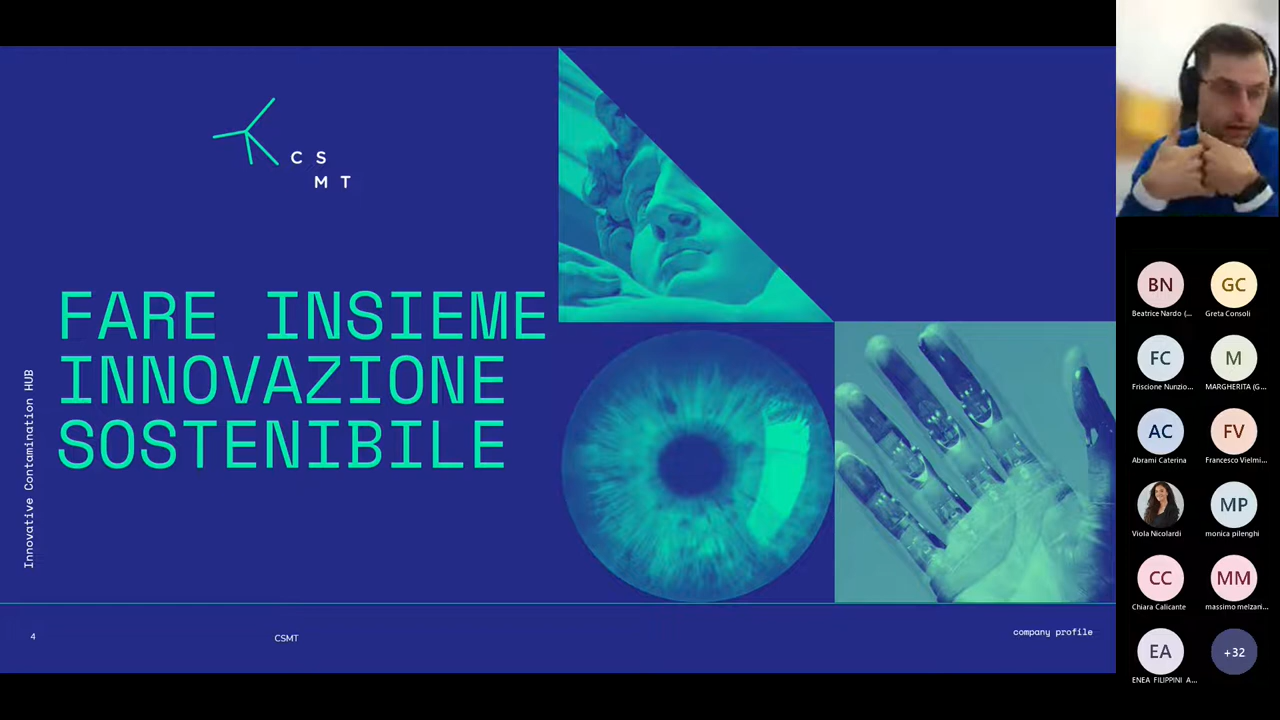 C S
M T
FARE INSIEME
INNOVAZIONE
SOSTENIBILE
Innovative Contamination HUB
4
CSMT
company profile
BN
GC
Beatrice Nardo (...
Greta Consoli
FC
M
Friscione Nunzio...
MARGHERITA (G...
AC
FV
Abrami Caterina
Francesco Vielmi...
MP
Viola Nicolardi
monica pilenghi
CC
MM
Chiara Calicante
massimo melzani...
EA
+32
ENEA FILIPPINI A...